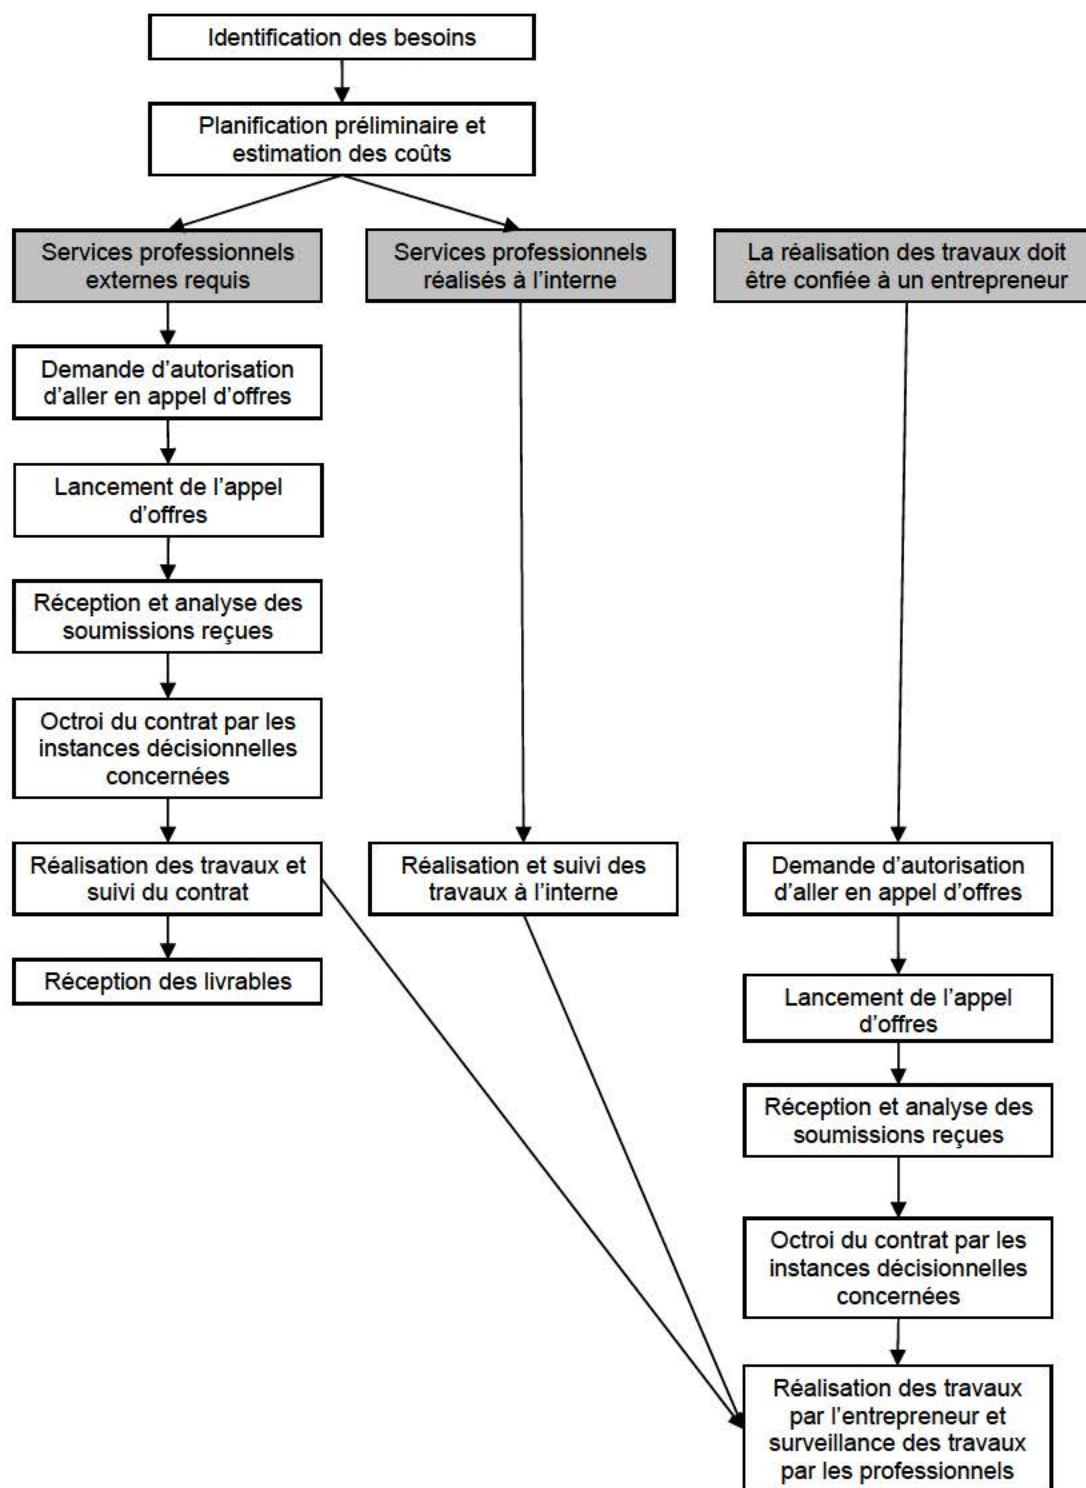 Identification des besoins
Planification préliminaire et
estimation des coûts
Services professionnels
externes requis
Services professionnels
réalisés à l'interne
La réalisation des travaux doit
être confiée à un entrepreneur
Demande d'autorisation
d'aller en appel d'offres
Lancement de l'appel
d'offres
Réception et analyse des
soumissions reçues
Octroi du contrat par les
instances décisionnelles
concernées
Réalisation des travaux et
suivi du contrat
Réception des livrables
Réalisation et suivi des
travaux à l'interne
Demande d'autorisation
d'aller en appel d'offres
Lancement de l'appel
d'offres
Réception et analyse des
soumissions reçues
Octroi du contrat par les
instances décisionnelles
concernées
Réalisation des travaux
par l'entrepreneur et
surveillance des travaux
par les professionnels